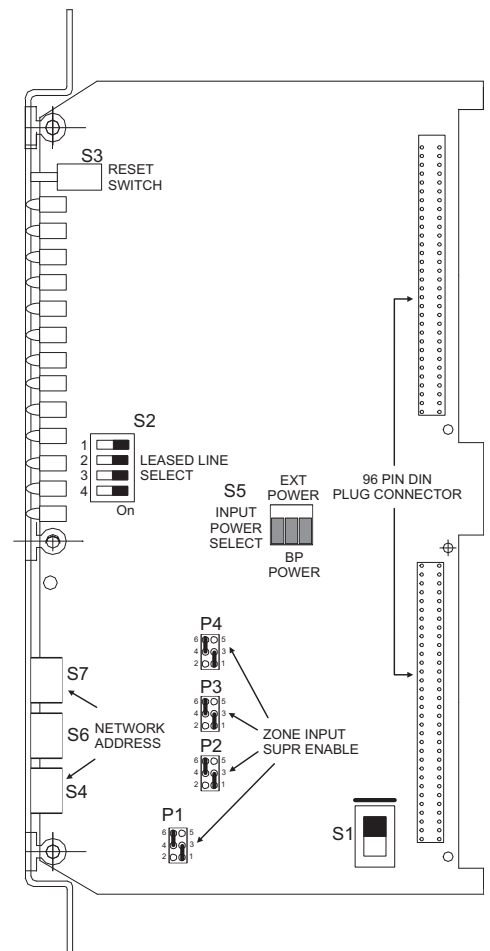 S3
RESET
SWITCH
S2
1
2
3
4
On
LEASED LINE
SELECT
S5
INPUT
POWER
SELECT
EXT
POWER
BP
POWER
96 PIN DIN
PLUG CONNECTOR
P4
6 5
4 3
2 1
P3
6 5
4 3
2 1
P2
6 5
4 3
2 1
P1
6 5
4 3
2 1
ZONE INPUT
SUPR ENABLE
S7
S6
S4
NETWORK
ADDRESS
S1